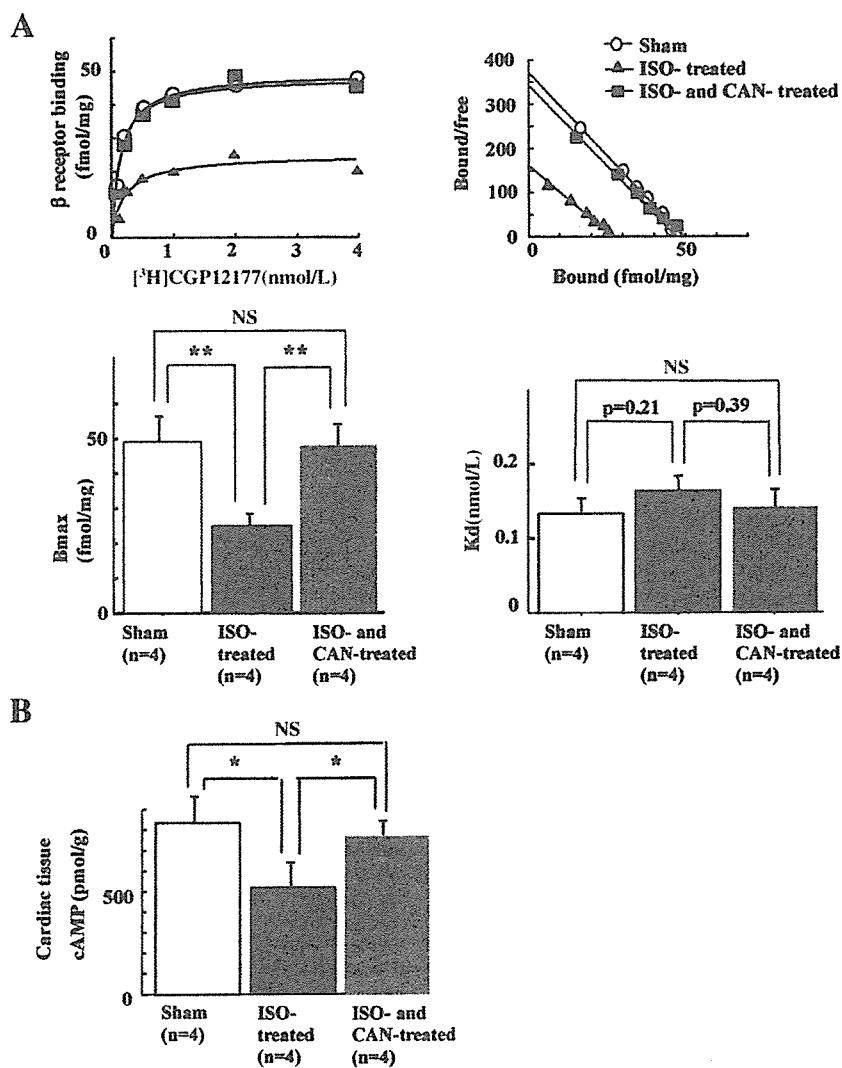 A
β receptor binding
(fmol/mg)
50
0
0
1
2
4
[³H]CGP12177(nmol/L)
Sham
ISO- treated
ISO- and CAN- treated
Bound/free
400
300
200
100
0
0
50
Bound (fmol/mg)
NS
**
**
Bmax
(fmol/mg)
50
0
Sham
(n=4)
ISO-
treated
(n=4)
ISO- and
CAN-treated
(n=4)
NS
p=0.21
p=0.39
Kd(nmol/L)
0.2
0.1
0
Sham
(n=4)
ISO-
treated
(n=4)
ISO- and
CAN-treated
(n=4)
B
NS
*
*
Cardiac tissue
cAMP (pmol/g)
500
0
Sham
(n=4)
ISO-
treated
(n=4)
ISO- and
CAN-treated
(n=4)